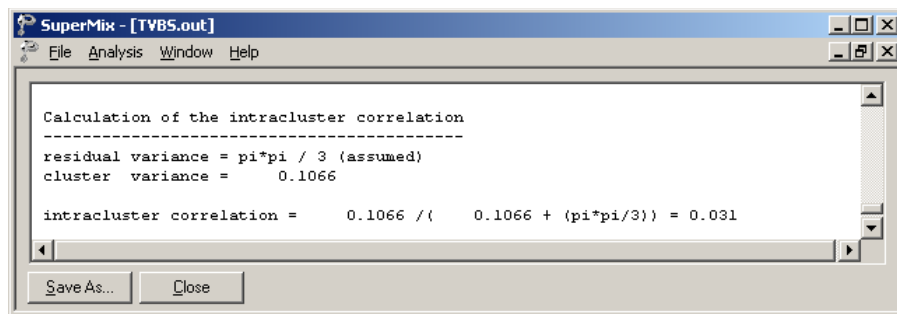 SuperMix - [TVBS.out]
File Analysis Window Help
Calculation of the intracluster correlation
-------------------------------------------
residual variance = pi*pi / 3 (assumed)
cluster  variance =     0.1066
intracluster correlation =     0.1066 /(    0.1066 + (pi*pi/3)) = 0.031
Save As... Close